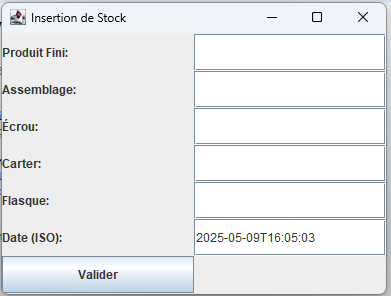 Insertion de Stock
Produit Fini:
Assemblage:
Écrou:
Carter:
Flasque:
Date (ISO): 2025-05-09T16:05:03
Valider